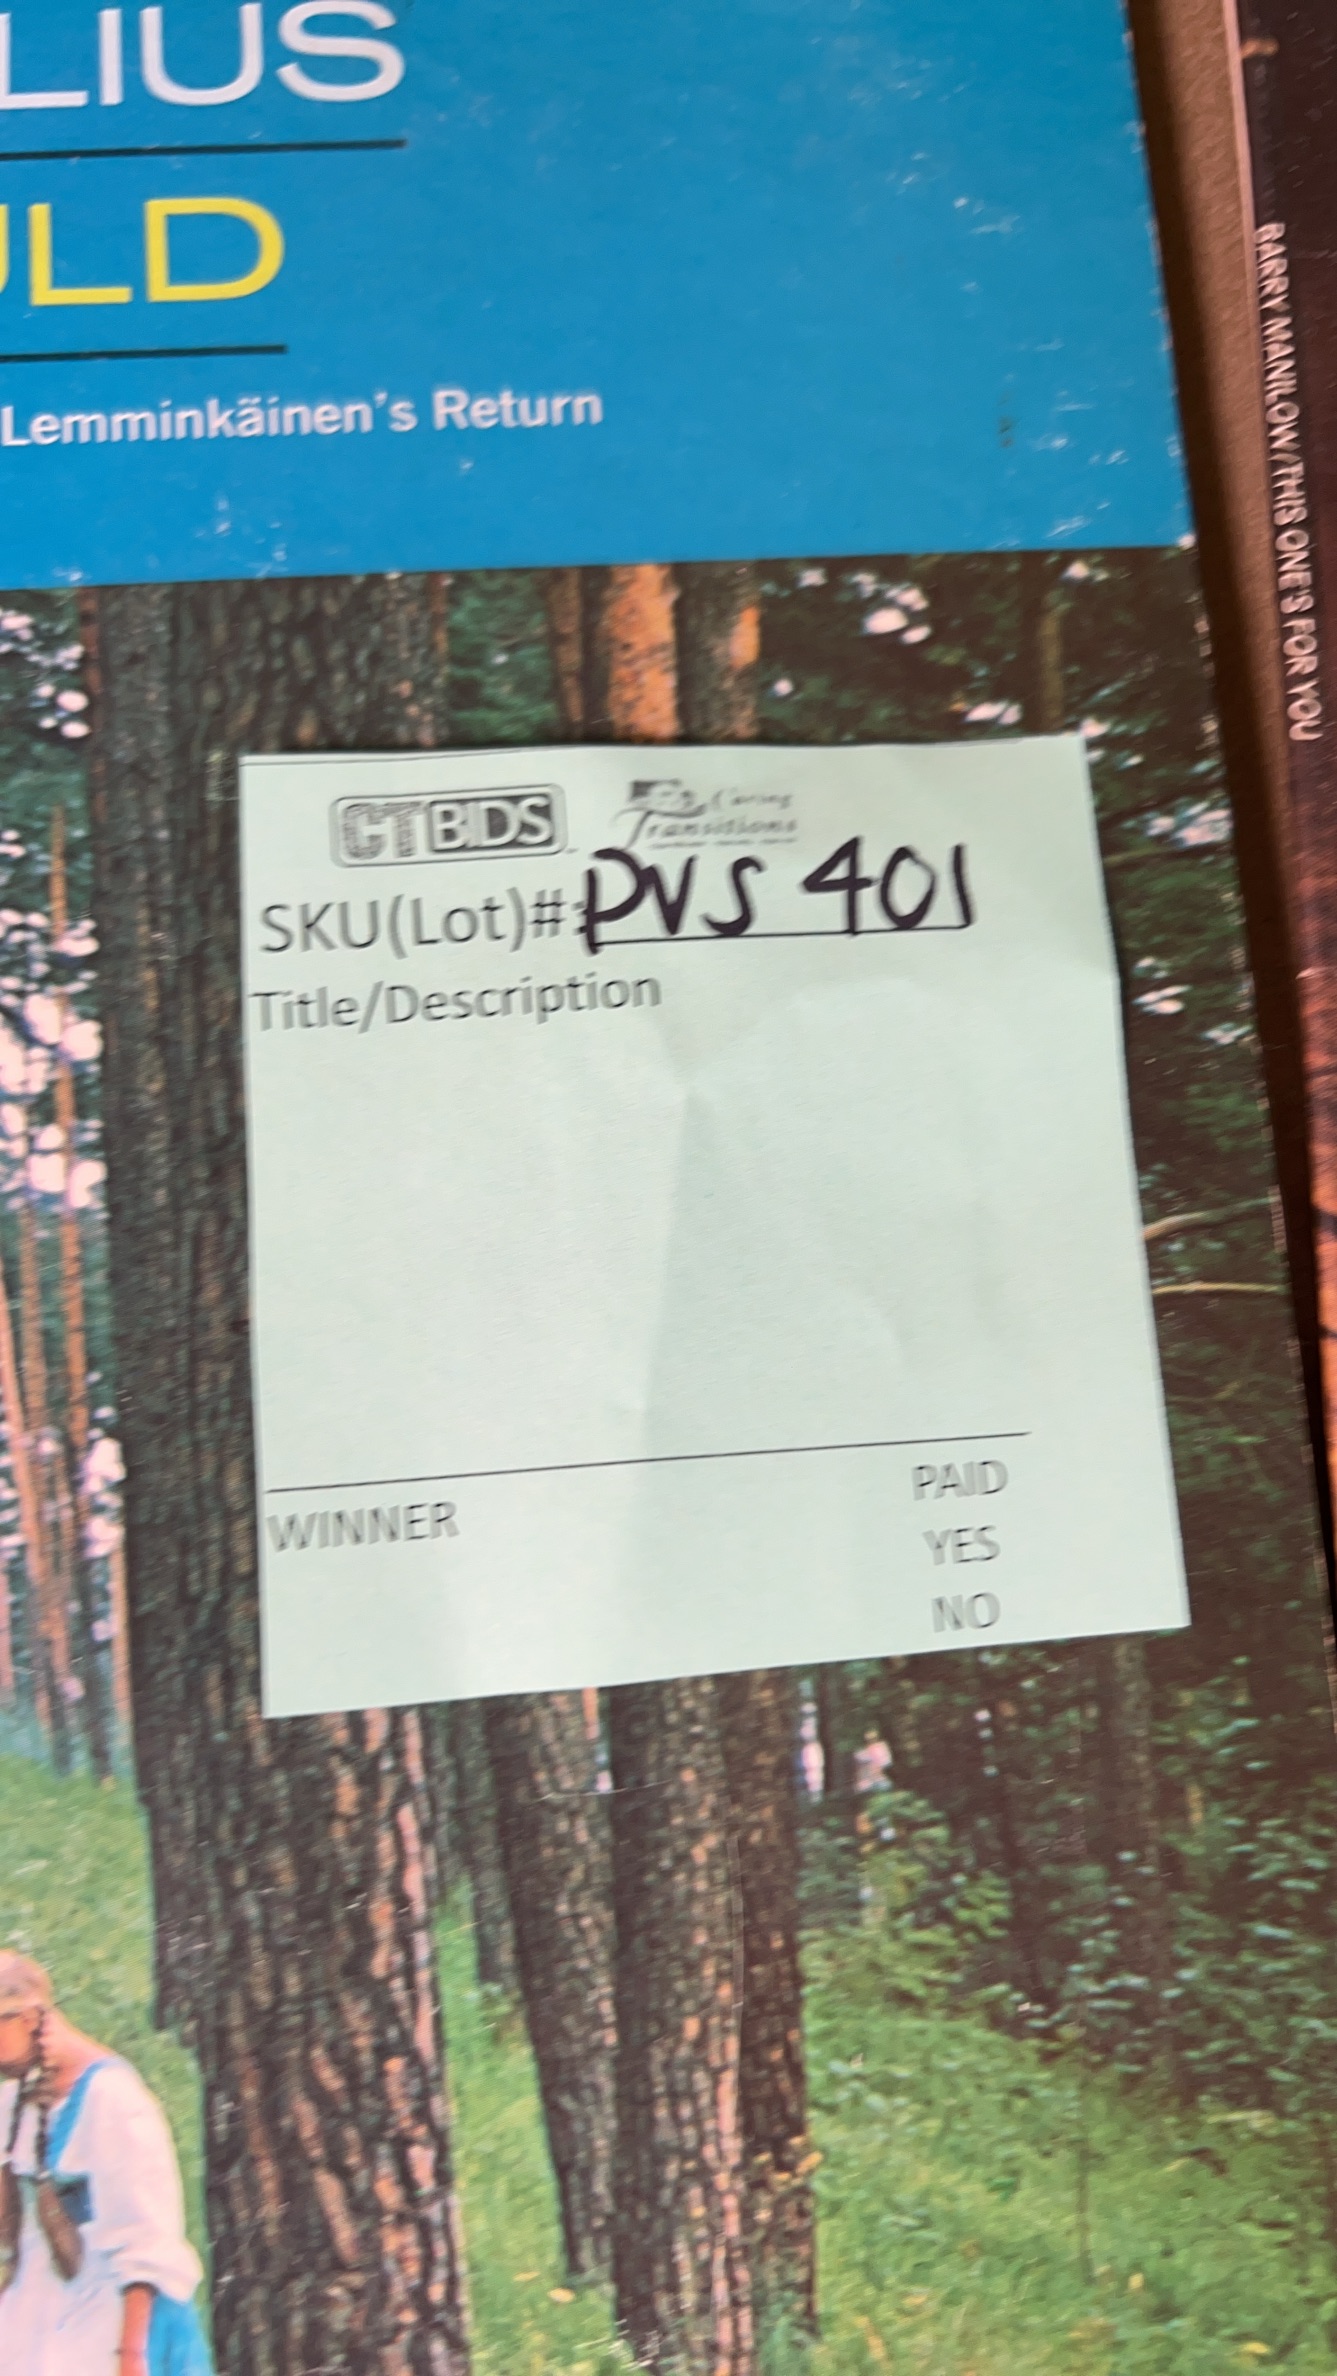 LIUS
ULD
Lemminkäinen's Return
BARRY MANILOW/THIS ONE'S FOR YOU
CTBIDS
Caring
Transitions
SKU(Lot)#: PVS 401
Title/Description
WINNER
PAID
YES
NO